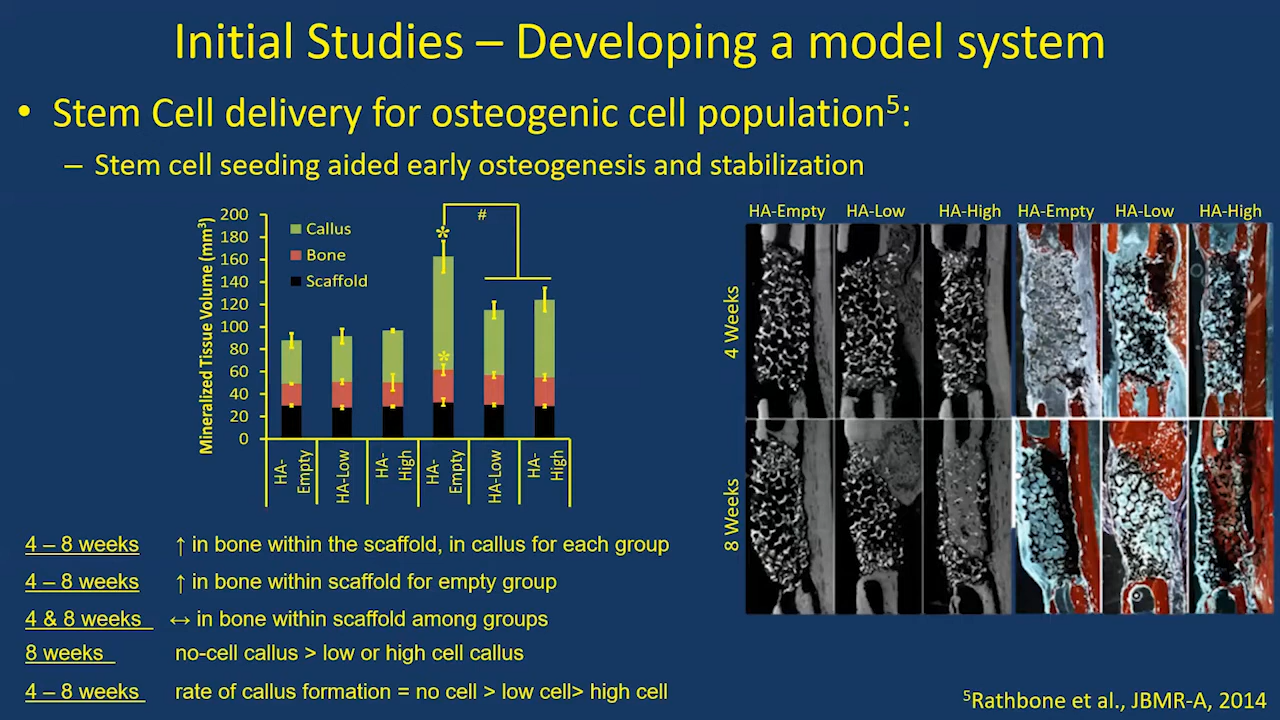 Initial Studies – Developing a model system
• Stem Cell delivery for osteogenic cell population⁵:
– Stem cell seeding aided early osteogenesis and stabilization
Mineralized Tissue Volume (mm³)
200
180
160
140
120
100
80
60
40
20
0
Callus
Bone
Scaffold
*
*
#
HA-Empty
HA-Low
HA-High
HA-Empty
HA-Low
HA-High
HA-Empty HA-Low HA-High HA-Empty HA-Low HA-High
4 Weeks
8 Weeks
4 – 8 weeks ↑ in bone within the scaffold, in callus for each group
4 – 8 weeks ↑ in bone within scaffold for empty group
4 & 8 weeks ↔ in bone within scaffold among groups
8 weeks no-cell callus > low or high cell callus
4 – 8 weeks rate of callus formation = no cell > low cell> high cell
⁵Rathbone et al., JBMR-A, 2014